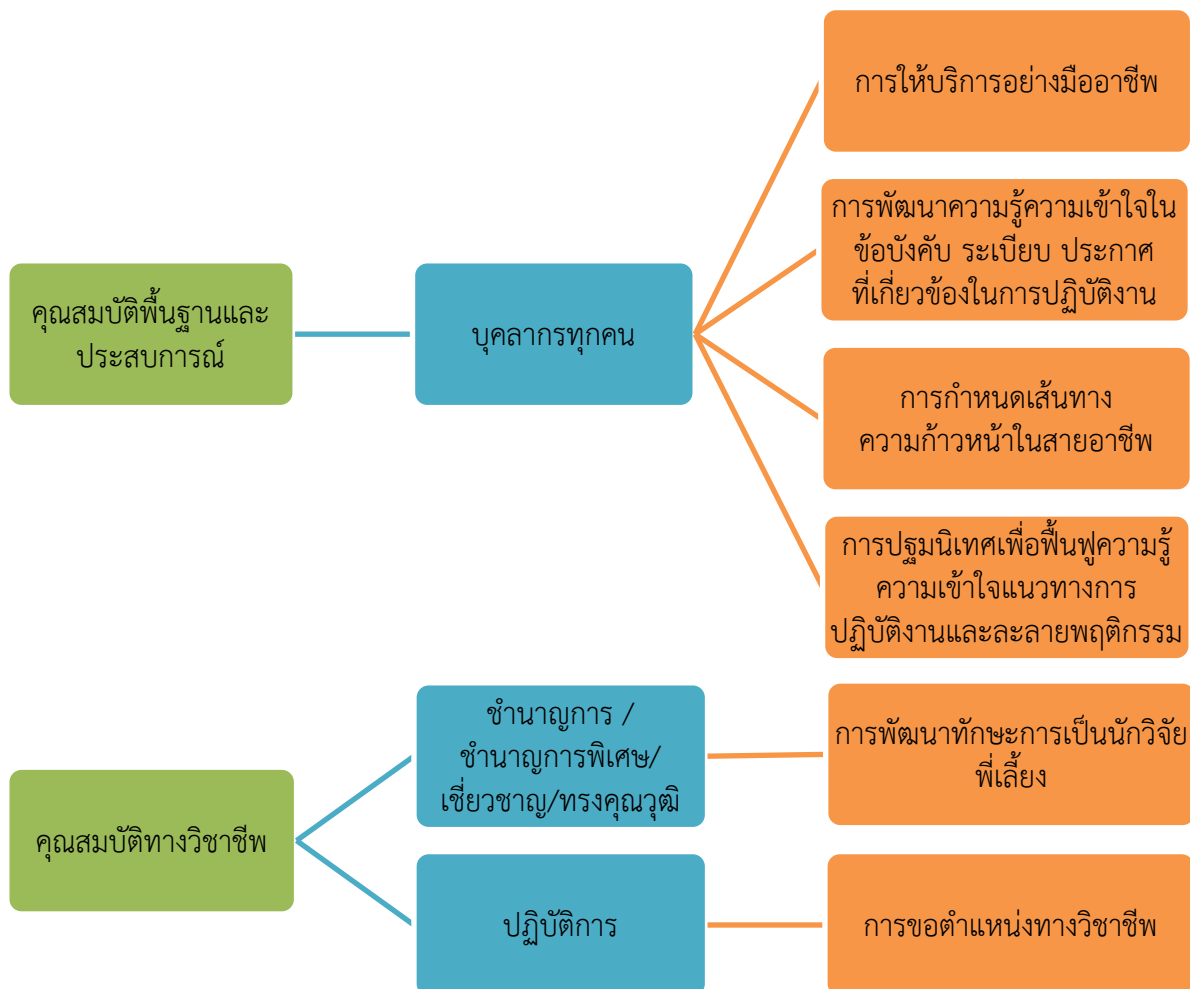 การให้บริการอย่างมืออาชีพ
การพัฒนาความรู้ความเข้าใจใน
ข้อบังคับ ระเบียบ ประกาศ
ที่เกี่ยวข้องในการปฏิบัติงาน
คุณสมบัติพื้นฐานและ
ประสบการณ์
บุคลากรทุกคน
การกำหนดเส้นทาง
ความก้าวหน้าในสายอาชีพ
การปฐมนิเทศเพื่อฟื้นฟูความรู้
ความเข้าใจแนวทางการ
ปฏิบัติงานและละลายพฤติกรรม
ชำนาญการ /
ชำนาญการพิเศษ/
เชี่ยวชาญ/ทรงคุณวุฒิ
การพัฒนาทักษะการเป็นนักวิจัย
พี่เลี้ยง
คุณสมบัติทางวิชาชีพ
ปฏิบัติการ
การขอตำแหน่งทางวิชาชีพ